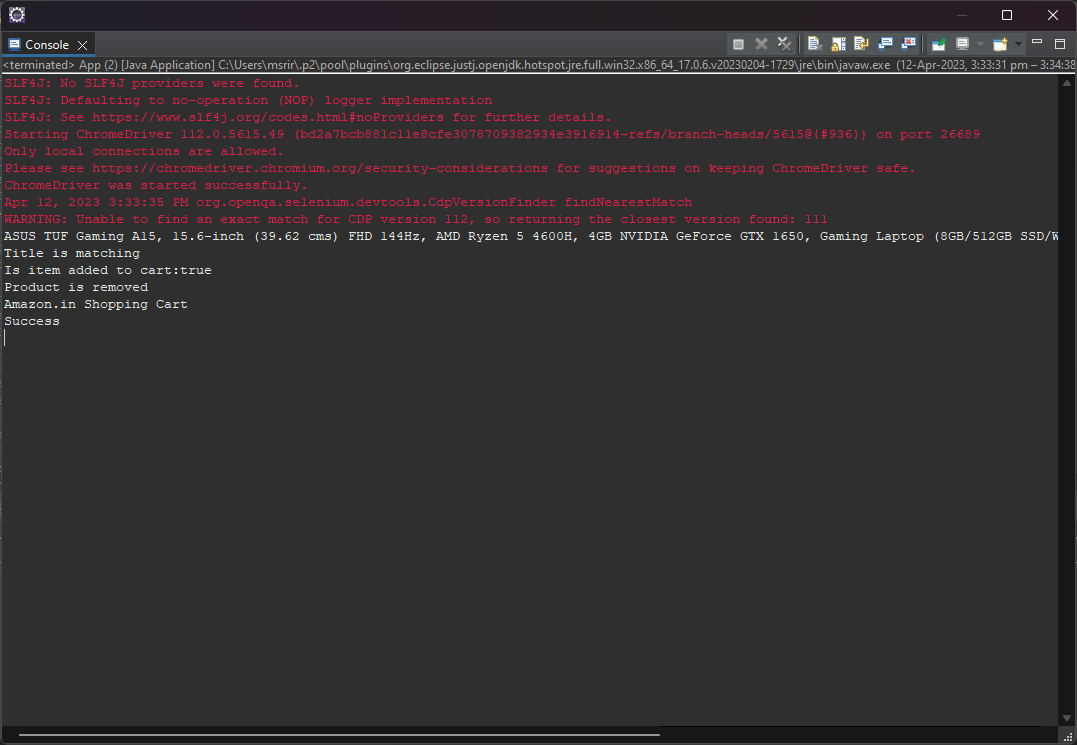 Console
<terminated> App (2) [Java Application] C:\Users\msrir\.p2\pool\plugins\org.eclipse.justj.openjdk.hotspot.jre.full.win32.x86_64_17.0.6.v20230204-1729\jre\bin\javaw.exe (12-Apr-2023, 3:33:31 pm – 3:34:38
SLF4J: No SLF4J providers were found.
SLF4J: Defaulting to no-operation (NOP) logger implementation
SLF4J: See https://www.slf4j.org/codes.html#noProviders for further details.
Starting ChromeDriver 112.0.5615.49 (bd2a7bcb881c11e8cfe3078709382934e3916914-refs/branch-heads/5615@{#936}) on port 26689
Only local connections are allowed.
Please see https://chromedriver.chromium.org/security-considerations for suggestions on keeping ChromeDriver safe.
ChromeDriver was started successfully.
Apr 12, 2023 3:33:35 PM org.openqa.selenium.devtools.CdpVersionFinder findNearestMatch
WARNING: Unable to find an exact match for CDP version 112, so returning the closest version found: 111
ASUS TUF Gaming A15, 15.6-inch (39.62 cms) FHD 144Hz, AMD Ryzen 5 4600H, 4GB NVIDIA GeForce GTX 1650, Gaming Laptop (8GB/512GB SSD/W
Title is matching
Is item added to cart:true
Product is removed
Amazon.in Shopping Cart
Success